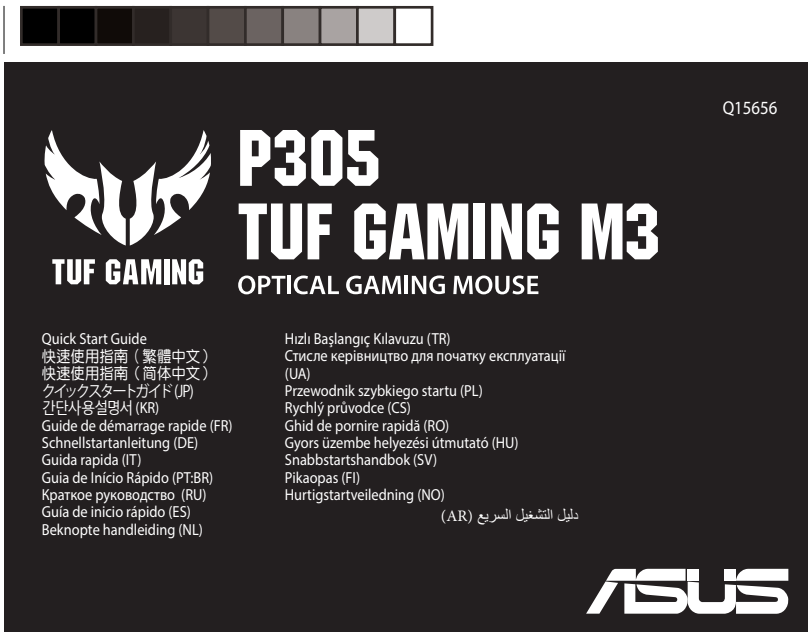 Q15656
P305
TUF GAMING M3
TUF GAMING
OPTICAL GAMING MOUSE
Quick Start Guide
快速使用指南（繁體中文）
快速使用指南（简体中文）
クイックスタートガイド(JP)
간단사용설명서 (KR)
Guide de démarrage rapide (FR)
Schnellstartanleitung (DE)
Guida rapida (IT)
Guia de Início Rápido (PT:BR)
Краткое руководство (RU)
Guía de inicio rápido (ES)
Beknopte handleiding (NL)
Hızlı Başlangıç Kılavuzu (TR)
Стисле керівництво для початку експлуатації
(UA)
Przewodnik szybkiego startu (PL)
Rychlý průvodce (CS)
Ghid de pornire rapidă (RO)
Gyors üzembe helyezési útmutató (HU)
Snabbstartshandbok (SV)
Pikaopas (FI)
Hurtigstartveiledning (NO)
دليل التشغيل السريع (AR)
ASUS